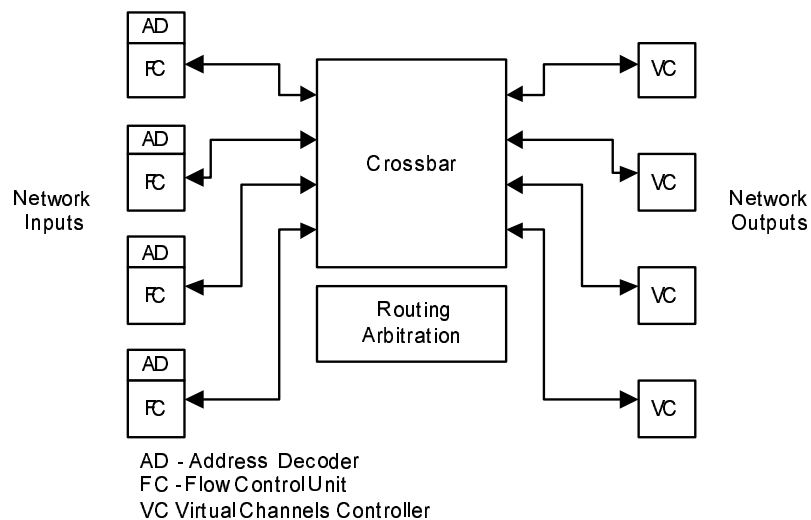 AD
FC
VC
AD
FC
Crossbar
VC
Network
Inputs
Network
Outputs
AD
FC
VC
Routing
Arbitration
AD
FC
VC
AD - Address Decoder
FC - Flow Control Unit
VC Virtual Channels Controller